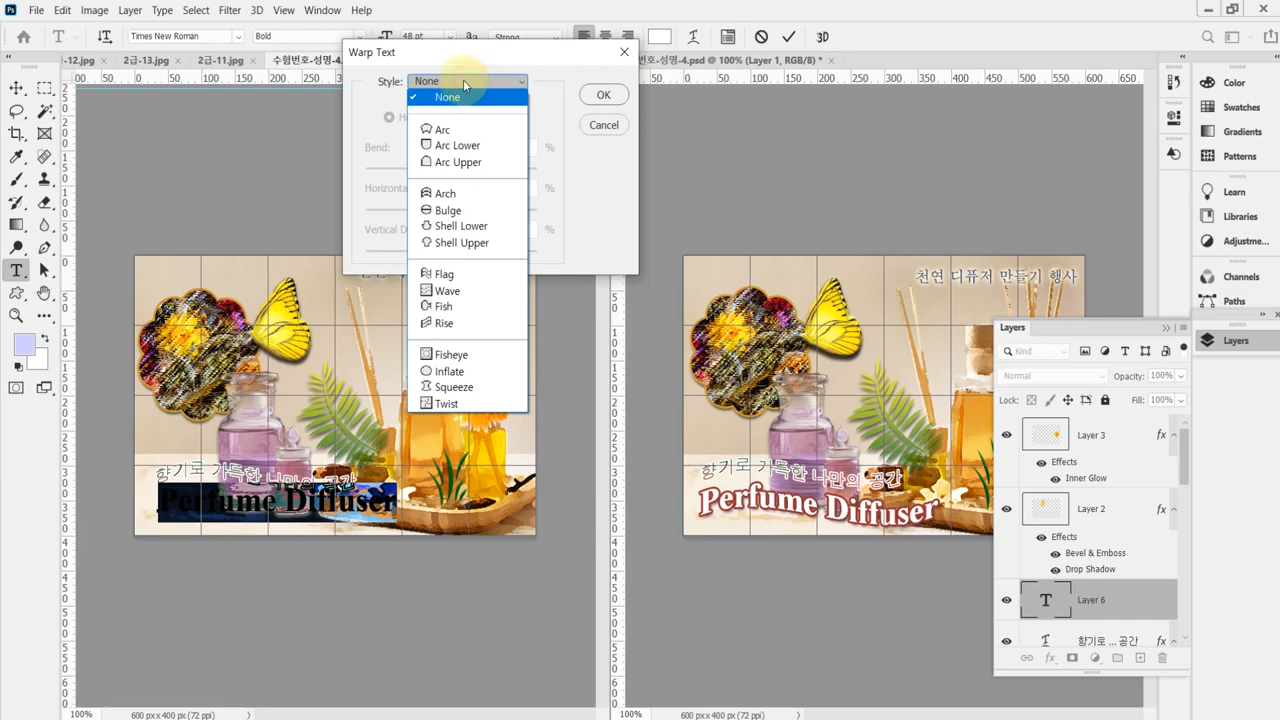 Ps File Edit Image Layer Type Select Filter 3D View Window Help
T Times New Roman Bold 48 pt Strong 3D
-12.jpg × 2급-13.jpg × 2급-11.jpg × 수험번호-성명-4. -4.psd @ 100% (Layer 1, RGB/8) * ×
Warp Text
Style: None
OK
Cancel
None
Arc
Arc Lower
Arc Upper
Arch
Bulge
Shell Lower
Shell Upper
Flag
Wave
Fish
Rise
Fisheye
Inflate
Squeeze
Twist
Bend: %
Horizonta %
Vertical D %
향기로 가득한 나만의 공간
Perfume Diffuser
천연 디퓨저 만들기 행사
향기로 가득한 나만의 공간
Perfume Diffuser
Color
Swatches
Gradients
Patterns
Learn
Libraries
Adjustme...
Channels
Paths
Layers
Layers
Kind
Normal Opacity: 100%
Lock: Fill: 100%
Layer 3 fx
Effects
Inner Glow
Layer 2 fx
Effects
Bevel & Emboss
Drop Shadow
T Layer 6
향기로 ... 공간 fx
100% 600 px x 400 px (72 ppi)
100% 600 px x 400 px (72 ppi)